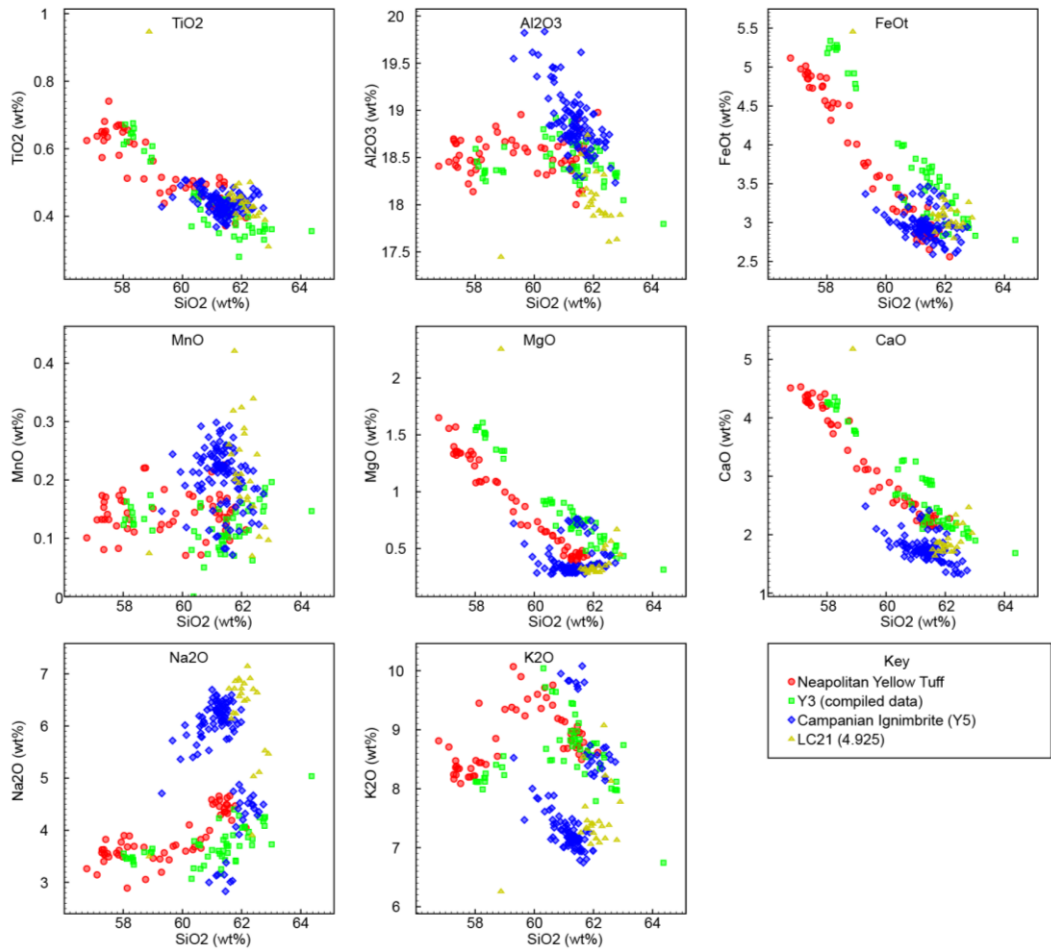 TiO2
1
0.8
0.6
0.4
TiO2 (wt%)
58
60
62
64
SiO2 (wt%)
Al2O3
20
19.5
19
18.5
18
17.5
Al2O3 (wt%)
58
60
62
64
SiO2 (wt%)
FeOt
5.5
5
4.5
4
3.5
3
2.5
FeOt (wt%)
58
60
62
64
SiO2 (wt%)
MnO
0.4
0.3
0.2
0.1
0
MnO (wt%)
58
60
62
64
SiO2 (wt%)
MgO
2
1.5
1
0.5
MgO (wt%)
58
60
62
64
SiO2 (wt%)
CaO
5
4
3
2
1
CaO (wt%)
58
60
62
64
SiO2 (wt%)
Na2O
7
6
5
4
3
Na2O (wt%)
58
60
62
64
SiO2 (wt%)
K2O
10
9
8
7
6
K2O (wt%)
58
60
62
64
SiO2 (wt%)
Key
Neapolitan Yellow Tuff
Y3 (compiled data)
Campanian Ignimbrite (Y5)
LC21 (4.925)